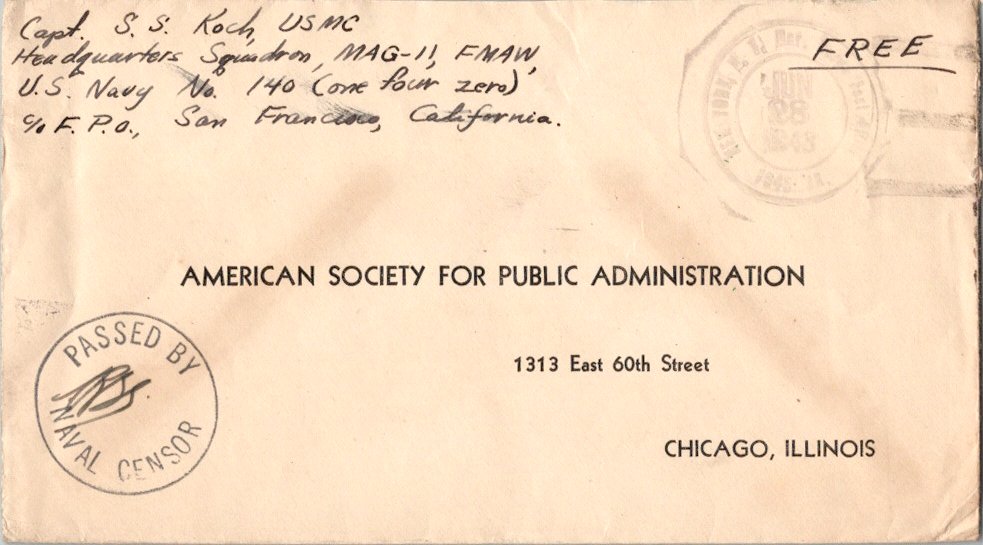 Capt. S. S. Koch, USMC
Headquarters Squadron, MAG-11, FMAW,
U.S. Navy No. 140 (one four zero)
c/o F.P.O., San Francisco, California.
FREE
JUN
28
1943
AMERICAN SOCIETY FOR PUBLIC ADMINISTRATION
1313 East 60th Street
CHICAGO, ILLINOIS
PASSED BY
NAVAL CENSOR